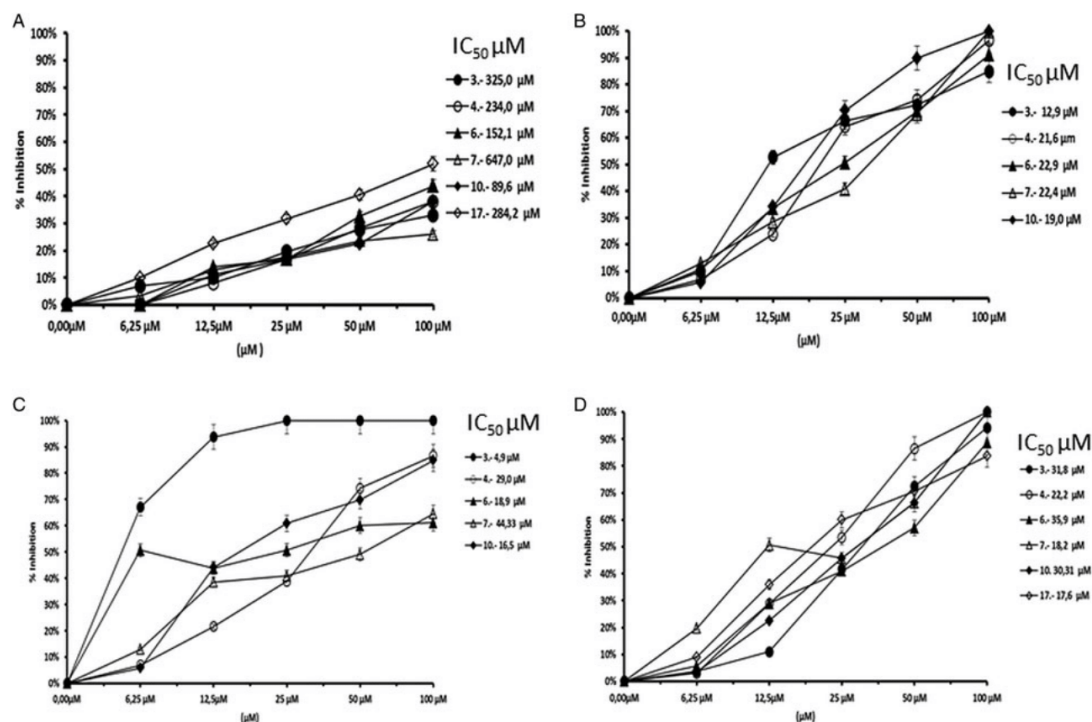 A
100%
90%
80%
70%
60%
50%
40%
30%
20%
10%
0%
% Inhibition
0,00µM 6,25 µM 12,5µM 25 µM 50 µM 100 µM
(µM )
IC50 µM
3.- 325,0 µM
4.- 234,0 µM
6.- 152,1 µM
7.- 647,0 µM
10.- 89,6 µM
17.- 284,2 µM
B
100%
90%
80%
70%
60%
50%
40%
30%
20%
10%
0%
% Inhibition
0,00µM 6,25 µM 12,5µM 25 µM 50 µM 100 µM
(µM)
IC50 µM
3.- 12,9 µM
4.- 21,6 µm
6.- 22,9 µM
7.- 22,4 µM
10.- 19,0 µM
C
100%
90%
80%
70%
60%
50%
40%
30%
20%
10%
0%
% Inhibition
0,00µM 6,25 µM 12,5µM 25 µM 50 µM 100 µM
(µM)
IC50 µM
3.- 4,9 µM
4.- 29,0 µM
6.- 18,9 µM
7.- 44,33 µM
10.- 16,5 µM
D
100%
90%
80%
70%
60%
50%
40%
30%
20%
10%
0%
% Inhibition
0,00µM 6,25 µM 12,5µM 25 µM 50 µM 100 µM
(µM)
IC50 µM
3.- 31,8 µM
4.- 22,2 µM
6.- 35,9 µM
7.- 18,2 µM
10. 30,31 µM
17.- 17,6 µM